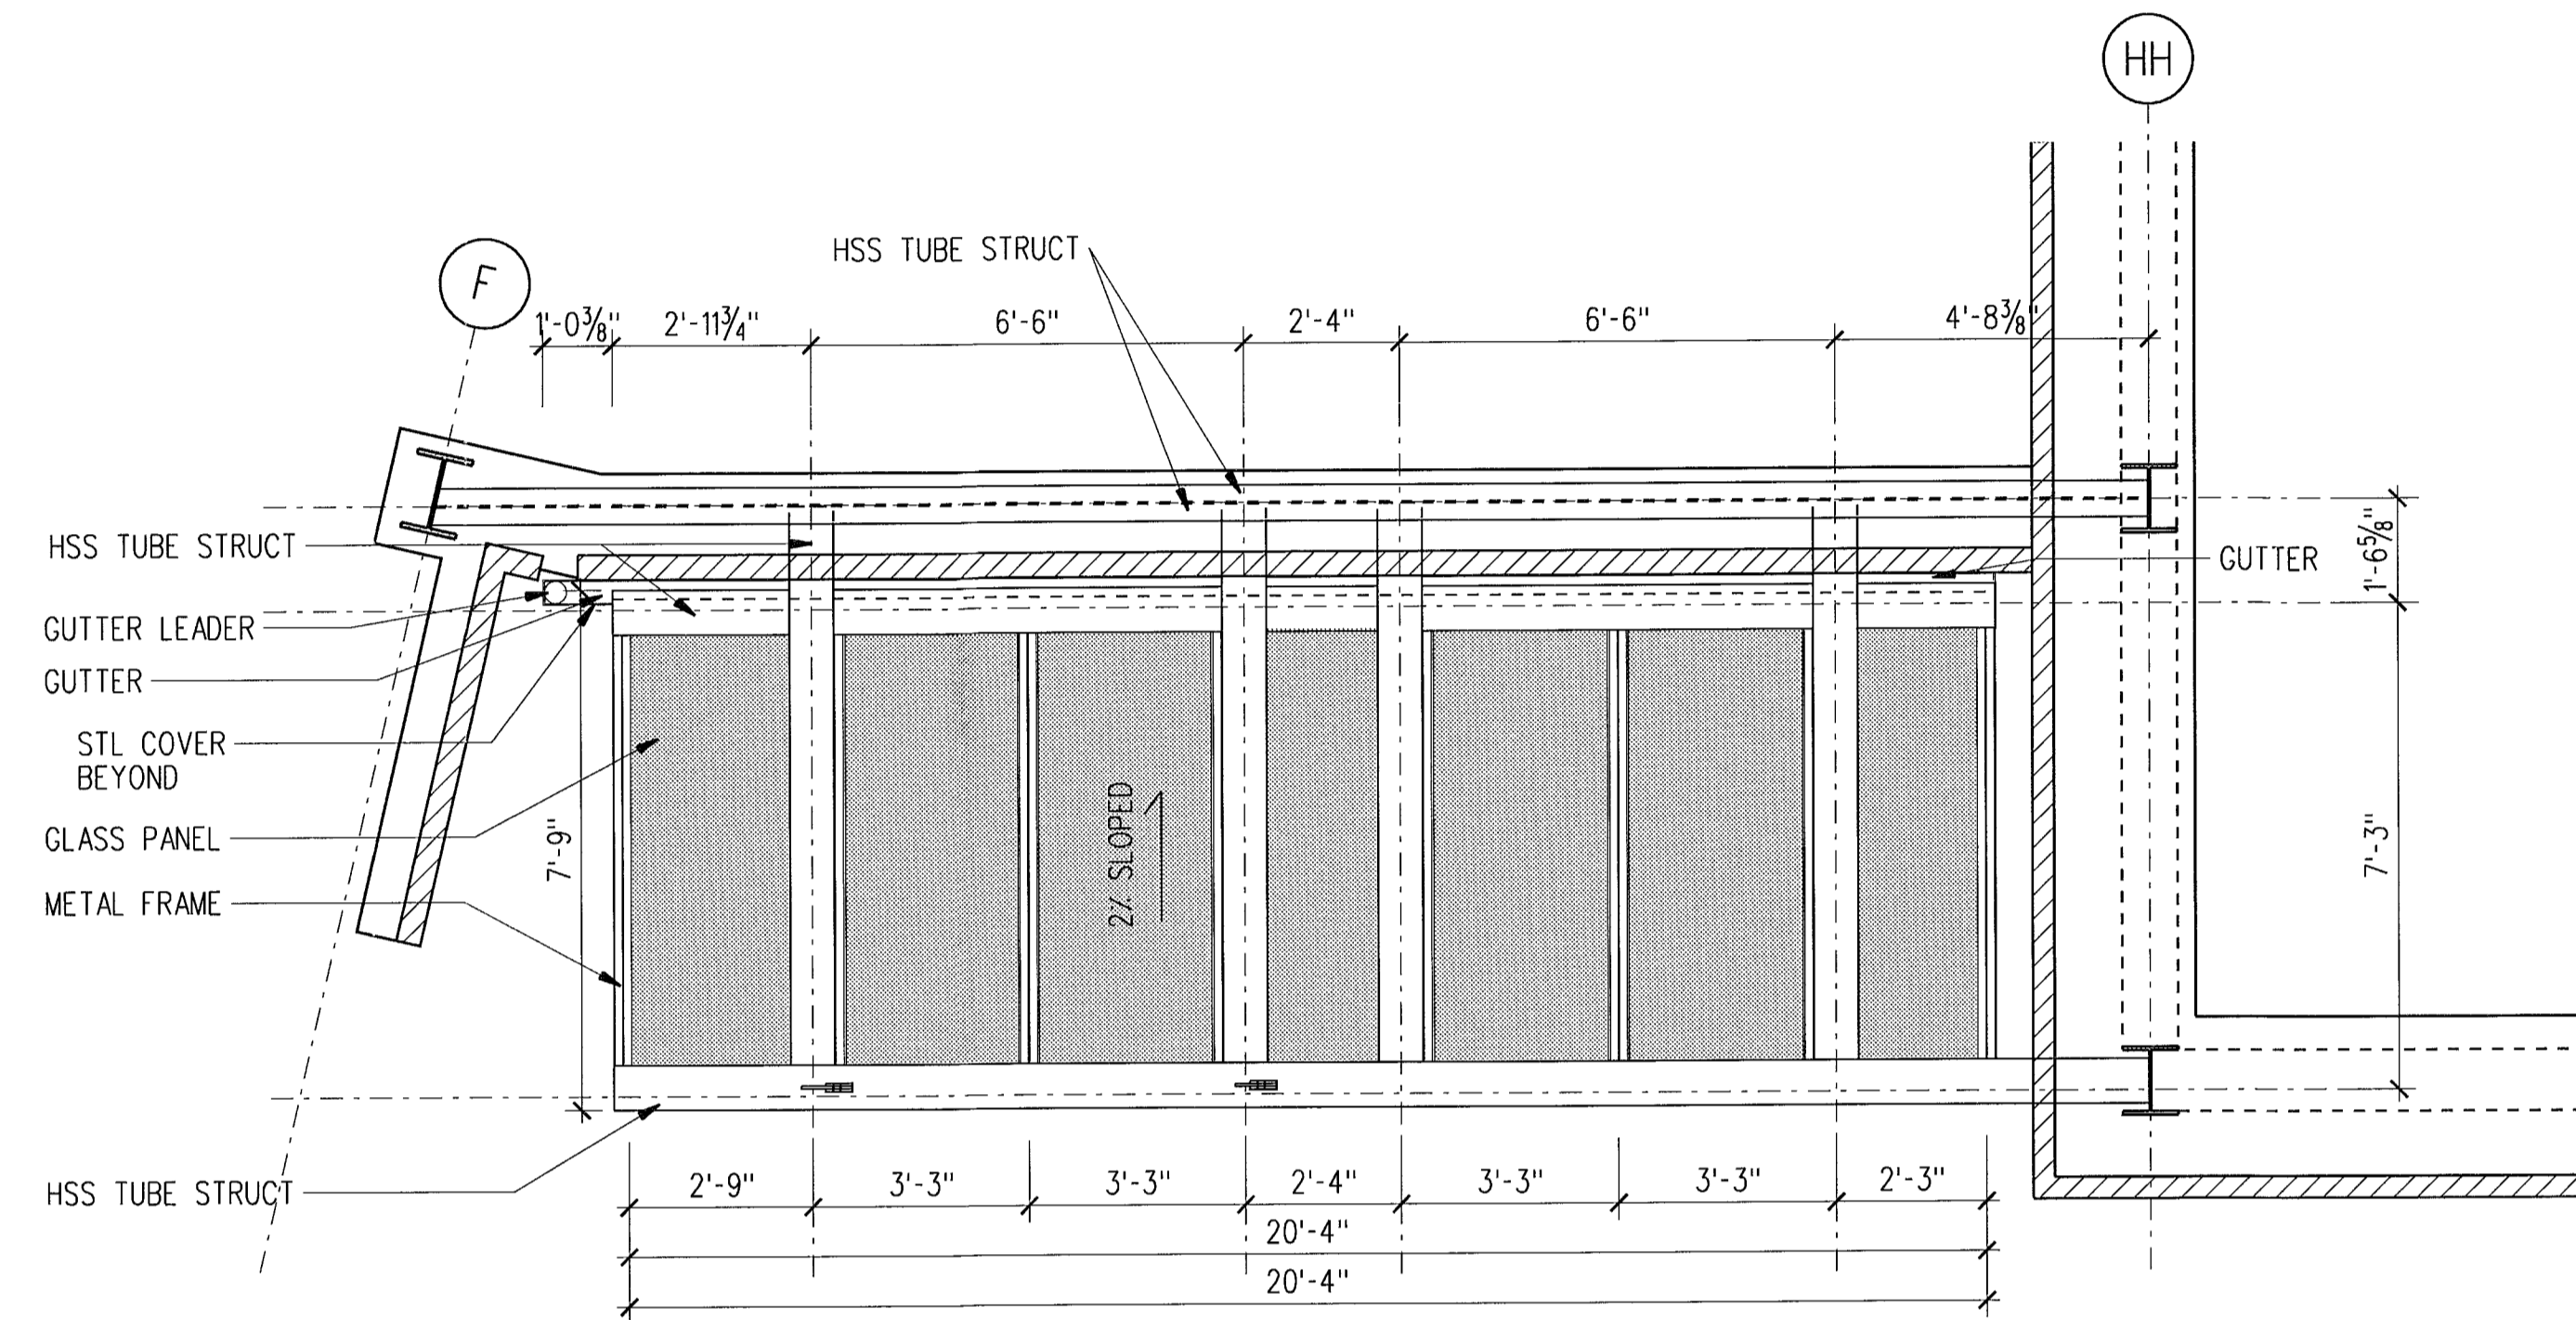 HH
F
HSS TUBE STRUCT
1'-0⅜"
2'-11¾"
6'-6"
2'-4"
6'-6"
4'-8⅜"
HSS TUBE STRUCT
GUTTER LEADER
GUTTER
STL COVER
BEYOND
GLASS PANEL
METAL FRAME
HSS TUBE STRUCT
7'-9"
2% SLOPED
GUTTER
1'-6⅝"
7'-3"
2'-9"
3'-3"
3'-3"
2'-4"
3'-3"
3'-3"
2'-3"
20'-4"
20'-4"